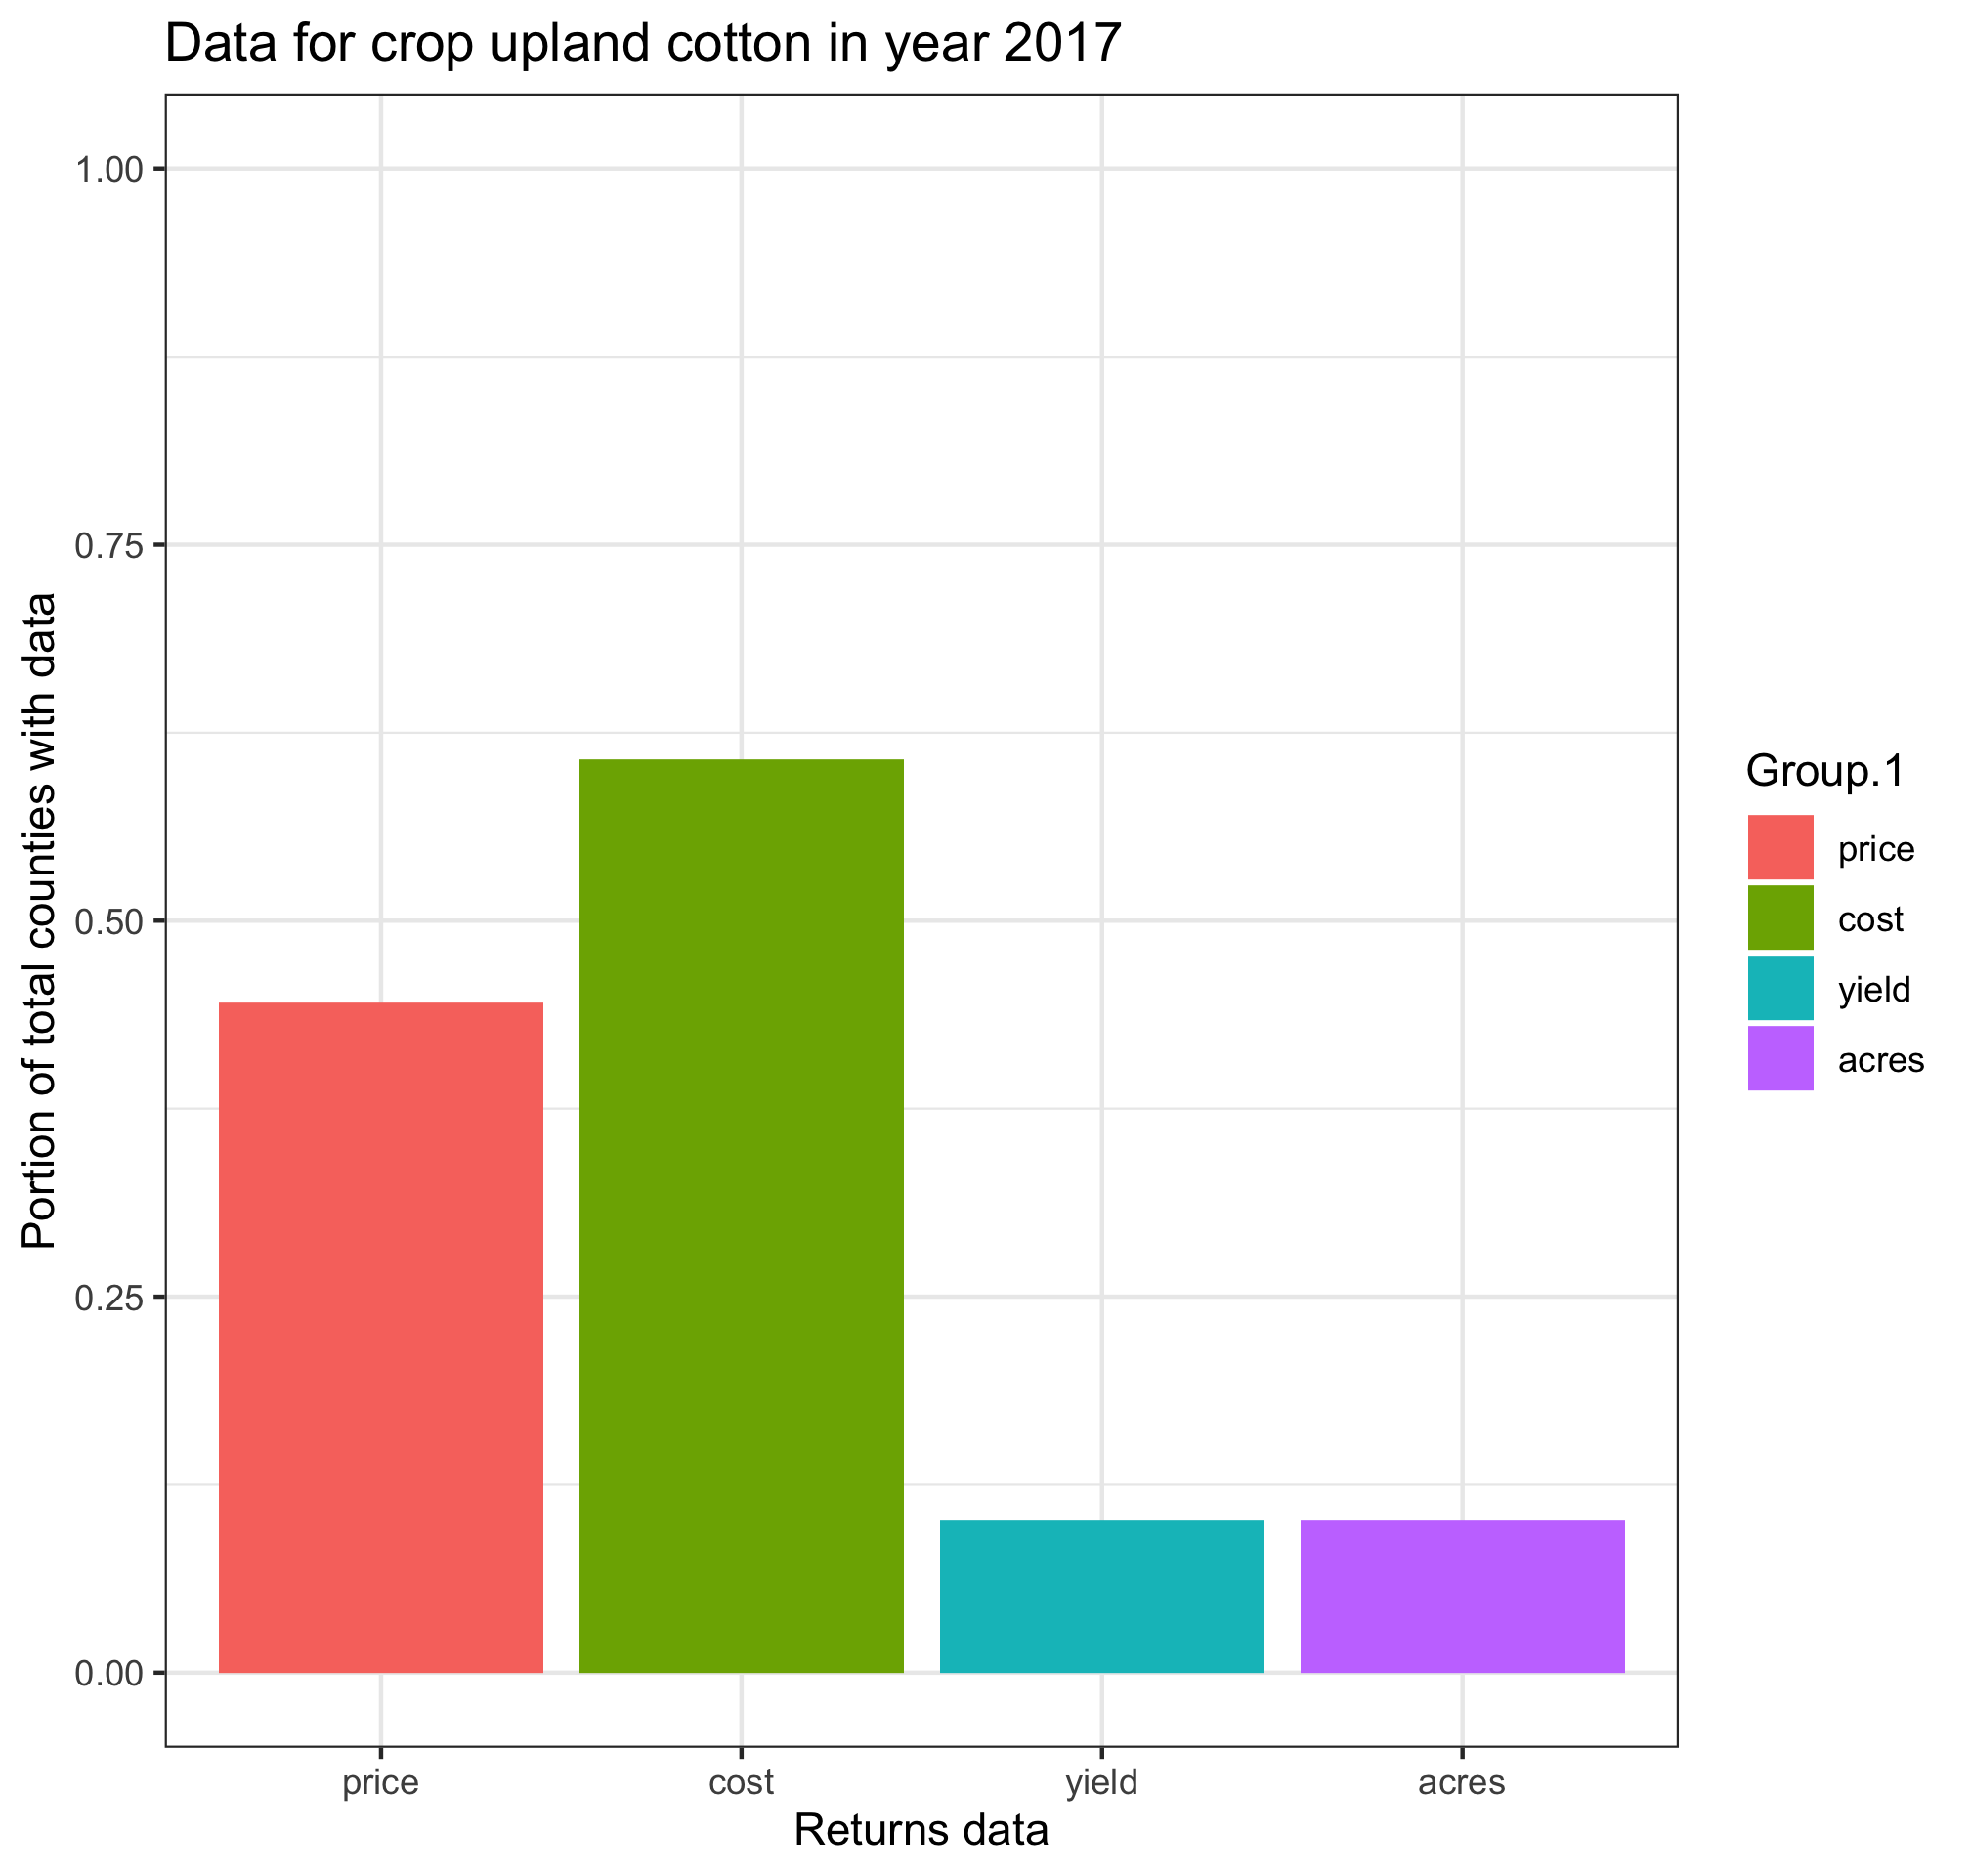 Data for crop upland cotton in year 2017
Portion of total counties with data
1.00
0.75
0.50
0.25
0.00
price
cost
yield
acres
Returns data
Group.1
price
cost
yield
acres